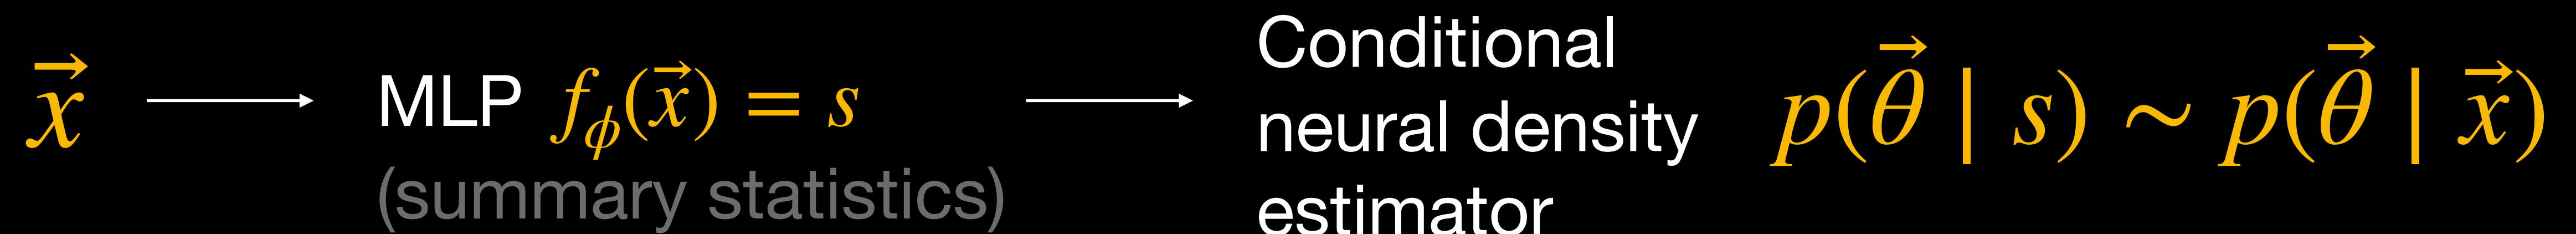 x⃗ ⟶ MLP f_ϕ(x⃗) = s ⟶ Conditional
neural density p(θ⃗ | s) ∼ p(θ⃗ | x⃗)
(summary statistics)
estimator